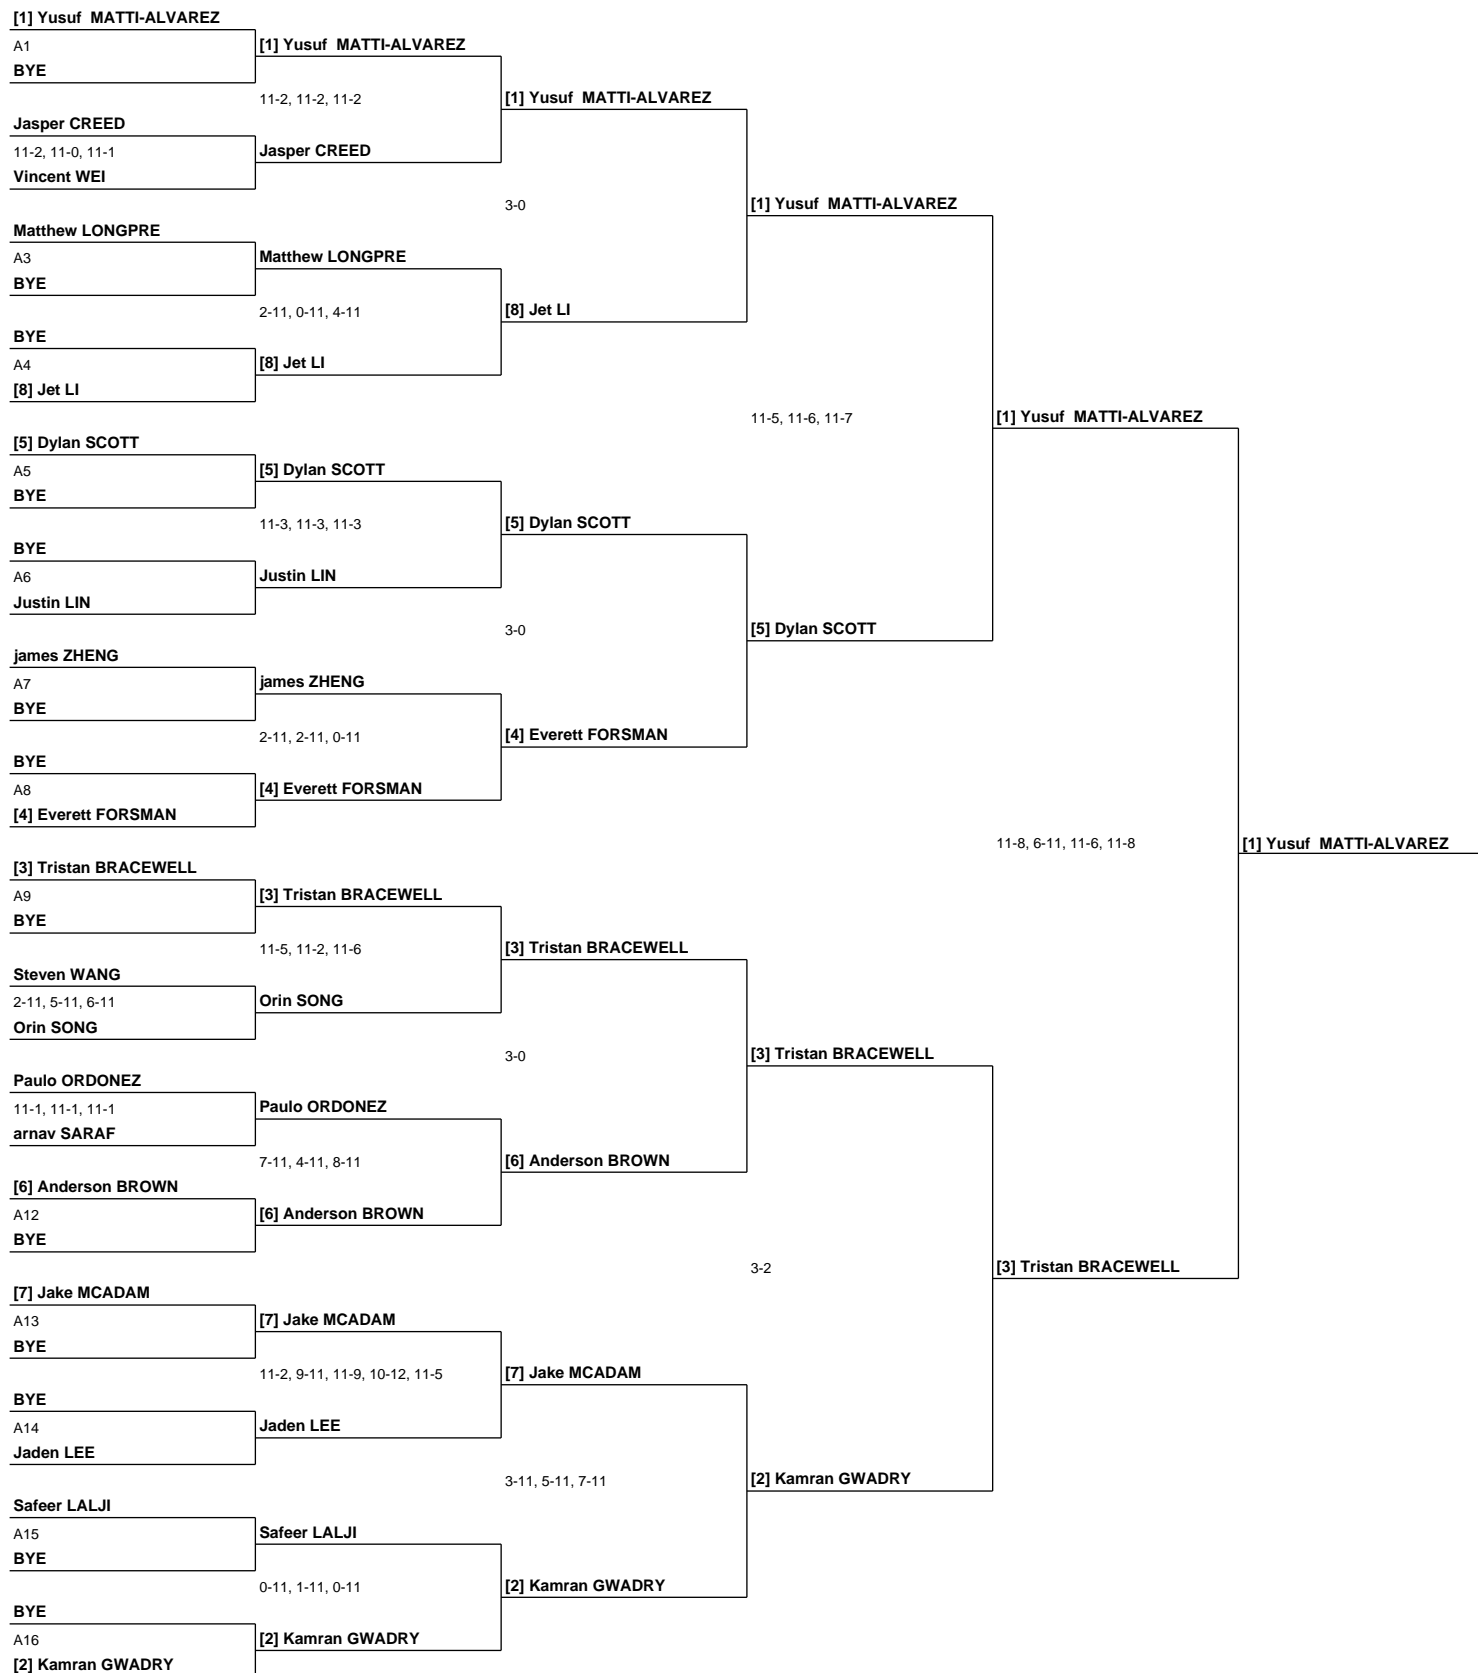 [1] Yusuf  MATTI-ALVAREZ
A1
BYE
Jasper CREED
11-2, 11-0, 11-1
Vincent WEI
Matthew LONGPRE
A3
BYE
BYE
A4
[8] Jet LI
[5] Dylan SCOTT
A5
BYE
BYE
A6
Justin LIN
james ZHENG
A7
BYE
BYE
A8
[4] Everett FORSMAN
[3] Tristan BRACEWELL
A9
BYE
Steven WANG
2-11, 5-11, 6-11
Orin SONG
Paulo ORDONEZ
11-1, 11-1, 11-1
arnav SARAF
[6] Anderson BROWN
A12
BYE
[7] Jake MCADAM
A13
BYE
BYE
A14
Jaden LEE
Safeer LALJI
A15
BYE
BYE
A16
[2] Kamran GWADRY
[1] Yusuf  MATTI-ALVAREZ
11-2, 11-2, 11-2
Jasper CREED
Matthew LONGPRE
2-11, 0-11, 4-11
[8] Jet LI
[5] Dylan SCOTT
11-3, 11-3, 11-3
Justin LIN
james ZHENG
2-11, 2-11, 0-11
[4] Everett FORSMAN
[3] Tristan BRACEWELL
11-5, 11-2, 11-6
Orin SONG
Paulo ORDONEZ
7-11, 4-11, 8-11
[6] Anderson BROWN
[7] Jake MCADAM
11-2, 9-11, 11-9, 10-12, 11-5
Jaden LEE
Safeer LALJI
0-11, 1-11, 0-11
[2] Kamran GWADRY
[1] Yusuf  MATTI-ALVAREZ
3-0
[8] Jet LI
[5] Dylan SCOTT
3-0
[4] Everett FORSMAN
[3] Tristan BRACEWELL
3-0
[6] Anderson BROWN
[7] Jake MCADAM
3-11, 5-11, 7-11
[2] Kamran GWADRY
[1] Yusuf  MATTI-ALVAREZ
11-5, 11-6, 11-7
[5] Dylan SCOTT
[3] Tristan BRACEWELL
3-2
[2] Kamran GWADRY
[1] Yusuf  MATTI-ALVAREZ
11-8, 6-11, 11-6, 11-8
[3] Tristan BRACEWELL
[1] Yusuf  MATTI-ALVAREZ